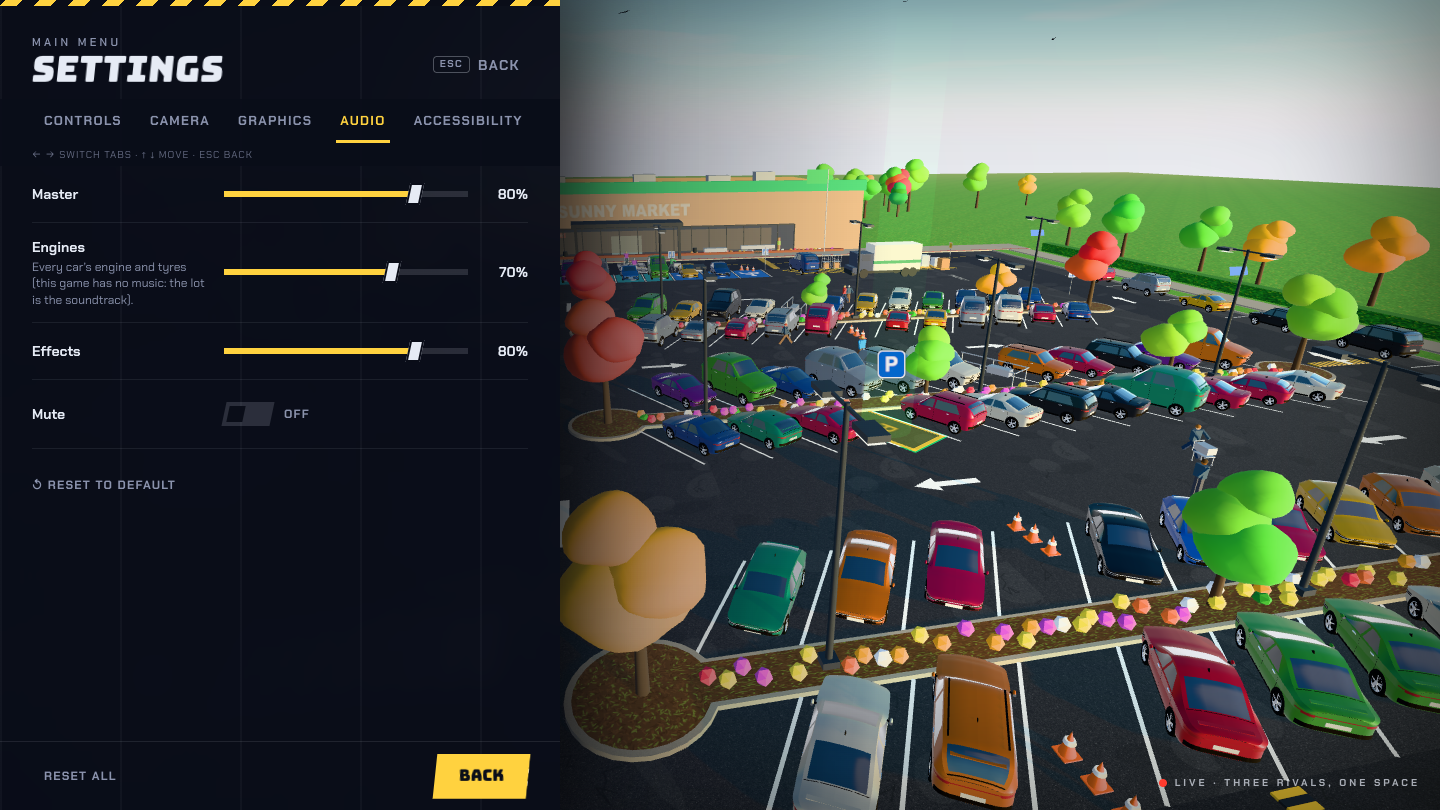 MAIN MENU
SETTINGS
ESC BACK
CONTROLS CAMERA GRAPHICS AUDIO ACCESSIBILITY
← → SWITCH TABS · ↑ ↓ MOVE · ESC BACK
Master 80%
Engines
Every car's engine and tyres
(this game has no music: the lot
is the soundtrack).
70%
Effects 80%
Mute OFF
↺ RESET TO DEFAULT
RESET ALL
BACK
SUNNY MARKET
P
LIVE · THREE RIVALS, ONE SPACE